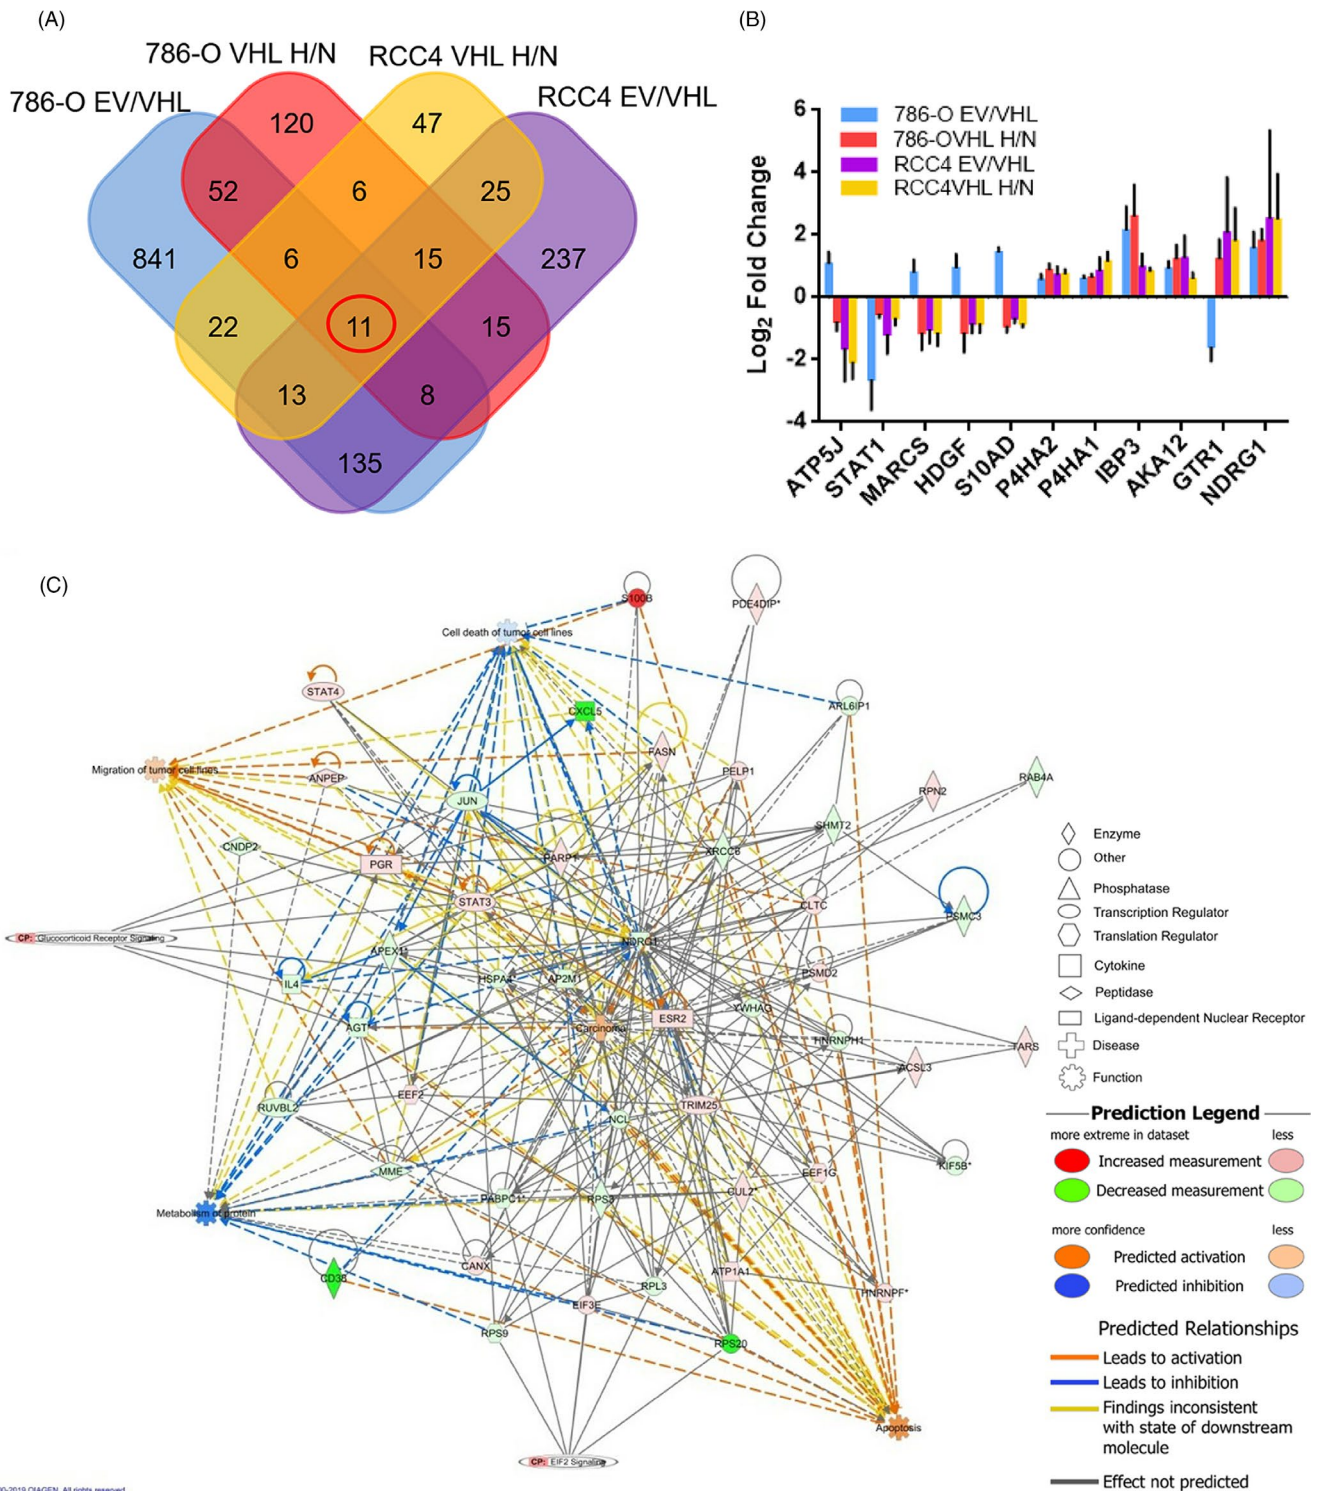 (A)
(B)
786-O VHL H/N
RCC4 VHL H/N
786-O EV/VHL
RCC4 EV/VHL
120
47
52
6
25
841
6
15
237
22
11
15
13
8
135
6
4
2
0
-2
-4
Log2 Fold Change
786-O EV/VHL
786-OVHL H/N
RCC4 EV/VHL
RCC4VHL H/N
ATP5J
STAT1
MARCS
HDGF
S10AD
P4HA2
P4HA1
IBP3
AKA12
GTR1
NDRG1
(C)
S100B
PDE4DIP*
Cell death of tumor cell lines
STAT4
ARL6IP1
CXCL5
FASN
Migration of tumor cell lines
ANPEP
PELP1
RAB4A
RPN2
JUN
SHMT2
CNDP2
PGR
PARP1
XRCC6
STAT3
CLTC
PSMC3
CP: Glucocorticoid Receptor Signaling
NDRG1
APEX1
IL4
HSPA4
AP2M1
PSMD2
YWHAG
AGT
Carcinoma
ESR2
HNRNPH1
TARS
ACSL3
EEF2
RUVBL2
TRIM25
NCL
MME
EEF1G
KIF5B*
PABPC1*
RPS3
CUL2*
Metabolism of protein
CD38
CANX
ATP1A1
RPL3
HNRNPF*
EIF3E
RPS9
RPS20
Apoptosis
CP: EIF2 Signaling
Enzyme
Other
Phosphatase
Transcription Regulator
Translation Regulator
Cytokine
Peptidase
Ligand-dependent Nuclear Receptor
Disease
Function
Prediction Legend
more extreme in dataset less
Increased measurement
Decreased measurement
more confidence less
Predicted activation
Predicted inhibition
Predicted Relationships
Leads to activation
Leads to inhibition
Findings inconsistent
with state of downstream
molecule
Effect not predicted
2019 QIAGEN. All rights reserved